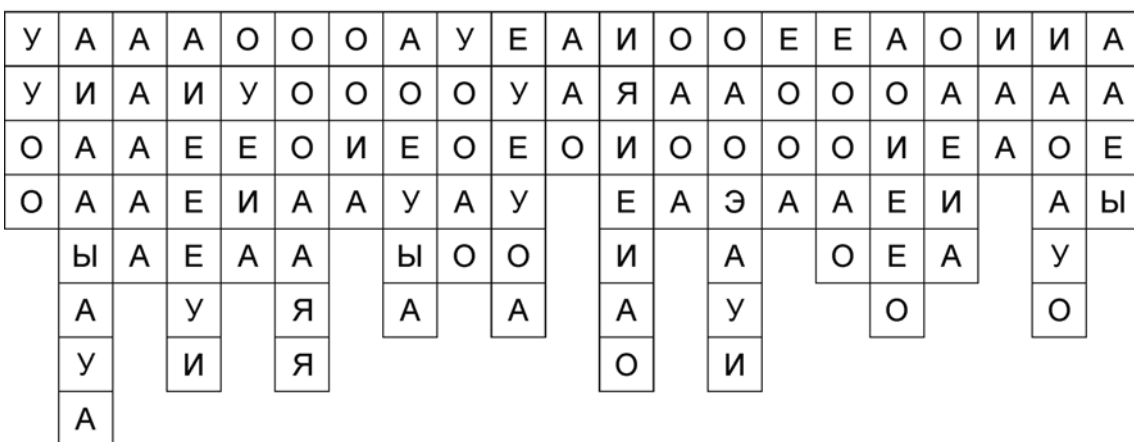 У А А А О О О А У Е А И О О Е Е А О И И А
У И А И У О О О О У А Я А А О О О А А А А
О А А Е Е О И Е О Е О И О О О О И Е А О Е
О А А Е И А А У А У Е А Э А А Е И А Ы
Ы А Е А А Ы О О И А О Е А У
А У Я А А А У О О
У И Я О И
А